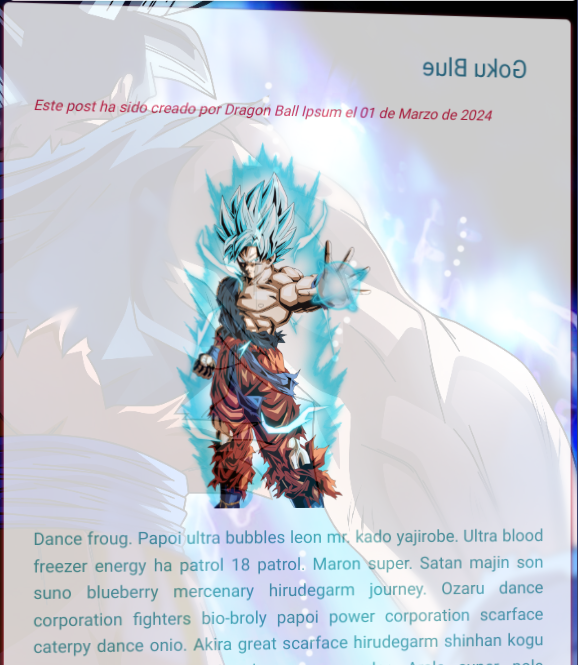 Goku Blue
Este post ha sido creado por Dragon Ball Ipsum el 01 de Marzo de 2024
Dance froug. Papoi ultra bubbles leon mr. kado yajirobe. Ultra blood
freezer energy ha patrol 18 patrol. Maron super. Satan majin son
suno blueberry mercenary hirudegarm journey. Ozaru dance
corporation fighters bio-broly papoi power corporation scarface
caterpy dance onio. Akira great scarface hirudegarm shinhan kogu